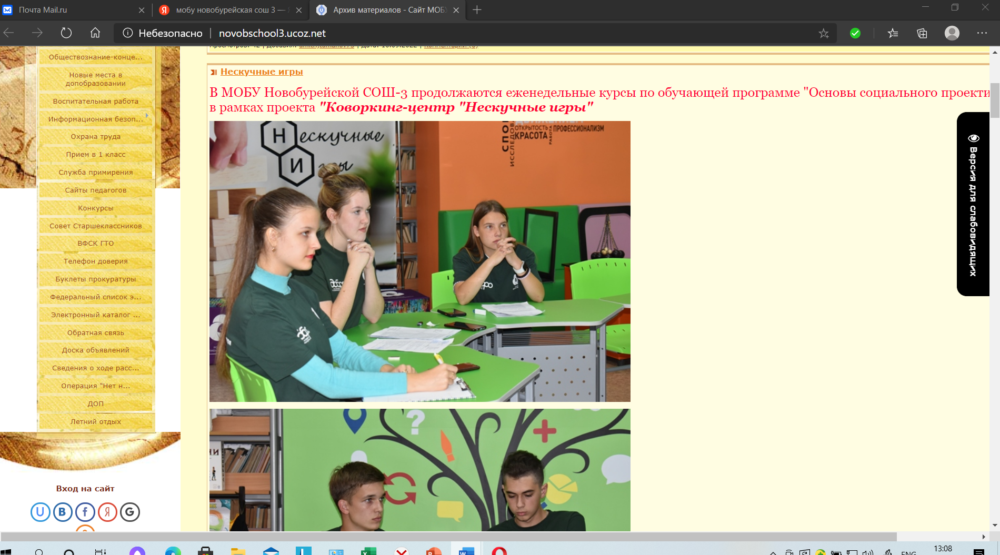 Почта Mail.ru
мобу новобурейская сош 3 —
Архив материалов - Сайт МОБУ
Небезопасно
novobschool3.ucoz.net
Обществознание-конце...
Новые места в
допобразовании
Воспитательная работа
Информационная безоп...
Охрана труда
Прием в 1 класс
Служба примирения
Сайты педагогов
Конкурсы
Совет Старшеклассников
ВФСК ГТО
Телефон доверия
Буклеты прокуратуры
Федеральный список э...
Электронный каталог ...
Обратная связь
Доска объявлений
Сведения о ходе расс...
Операция "Нет н...
ДОП
Летний отдых
Вход на сайт
Нескучные игры
В МОБУ Новобурейской СОШ-3 продолжаются еженедельные курсы по обучающей программе "Основы социального проекти
в рамках проекта "Коворкинг-центр "Нескучные игры"
Нескучные
Игры
ОТКРЫТОСТЬ
КРАСОТА
РАБОТА
ПРОФЕССИОНАЛИЗМ
Версия для слабовидящих
ENG
13:08